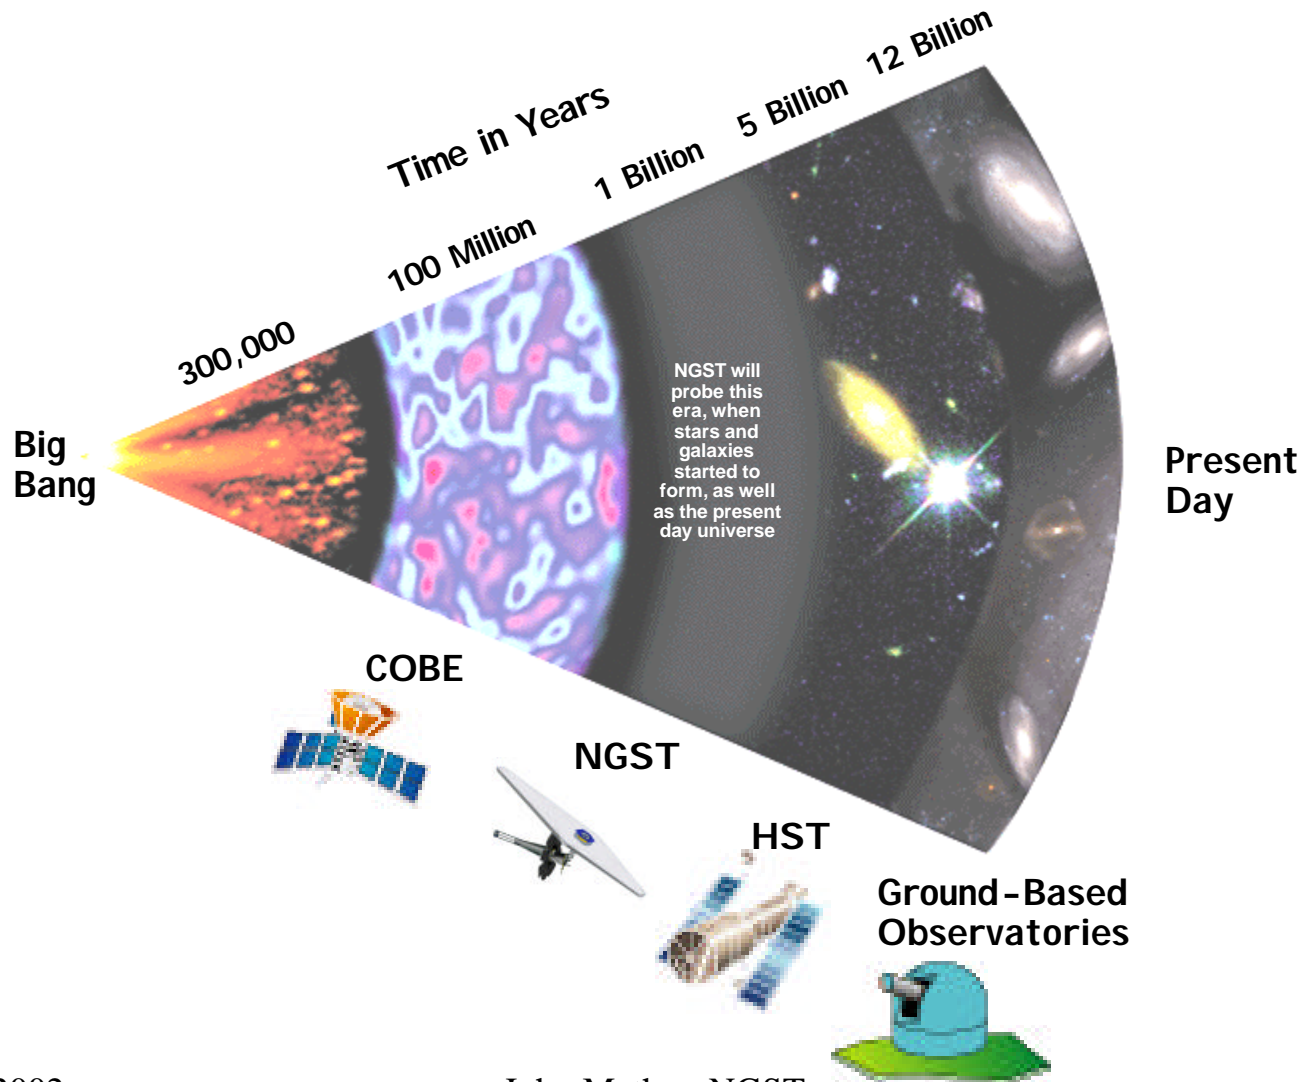 Time in Years
300,000
100 Million
1 Billion
5 Billion
12 Billion
Big
Bang
NGST will
probe this
era, when
stars and
galaxies
started to
form, as well
as the present
day universe
Present
Day
COBE
NGST
HST
Ground-Based
Observatories